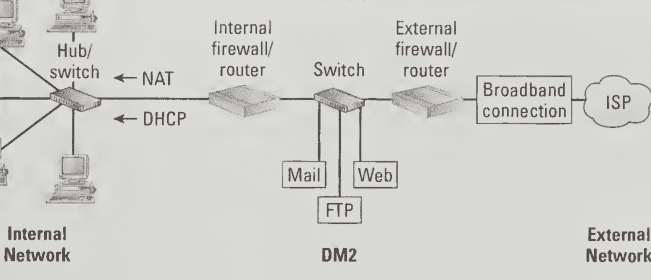 Internal
firewall/
router
External
firewall/
router
Hub/
switch
Switch
← NAT
← DHCP
Broadband
connection
ISP
Mail
Web
FTP
Internal
Network
DM2
External
Network